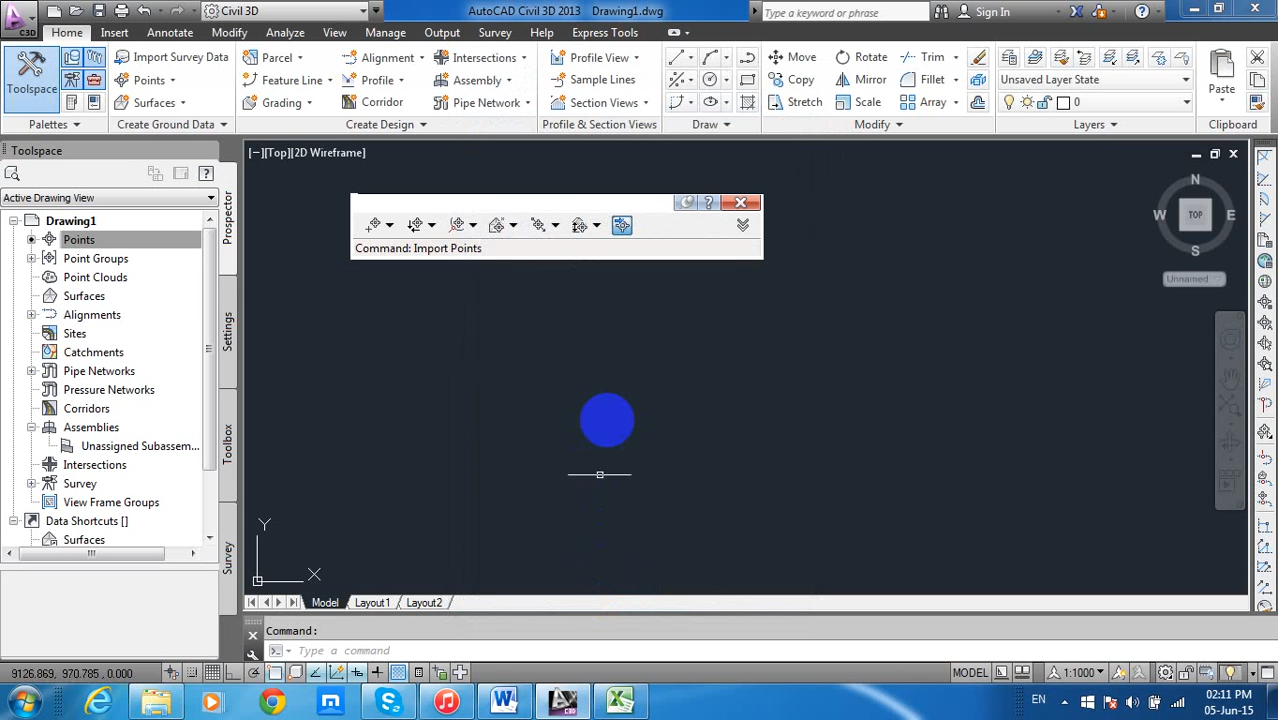 Civil 3D
AutoCAD Civil 3D 2013 Drawing1.dwg
Type a keyword or phrase
Sign In
C3D
Home Insert Annotate Modify Analyze View Manage Output Survey Help Express Tools
Toolspace
Import Survey Data
Points
Surfaces
Parcel
Feature Line
Grading
Alignment
Profile
Corridor
Intersections
Assembly
Pipe Network
Profile View
Sample Lines
Section Views
Move
Copy
Stretch
Rotate
Mirror
Scale
Trim
Fillet
Array
Unsaved Layer State
0
Paste
Palettes Create Ground Data Create Design Profile & Section Views Draw Modify Layers Clipboard
Toolspace
Active Drawing View
Drawing1
Points
Point Groups
Point Clouds
Surfaces
Alignments
Sites
Catchments
Pipe Networks
Pressure Networks
Corridors
Assemblies
Unassigned Subassem...
Intersections
Survey
View Frame Groups
Data Shortcuts []
Surfaces
Prospector
Settings
Toolbox
Survey
[−][Top][2D Wireframe]
Command: Import Points
N
W TOP E
S
Unnamed
Y
X
Model Layout1 Layout2
Command:
Type a command
9126.869, 970.785, 0.000
MODEL
1:1000
EN
02:11 PM
05-Jun-15